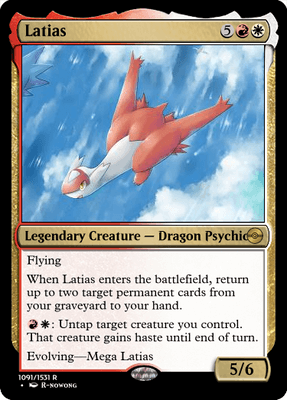 Latias 5
Legendary Creature — Dragon Psychic
Flying
When Latias enters the battlefield, return
up to two target permanent cards from
your graveyard to your hand.
: Untap target creature you control.
That creature gains haste until end of turn.
Evolving—Mega Latias
5/6
1091/1531 R
• R-NOWONG